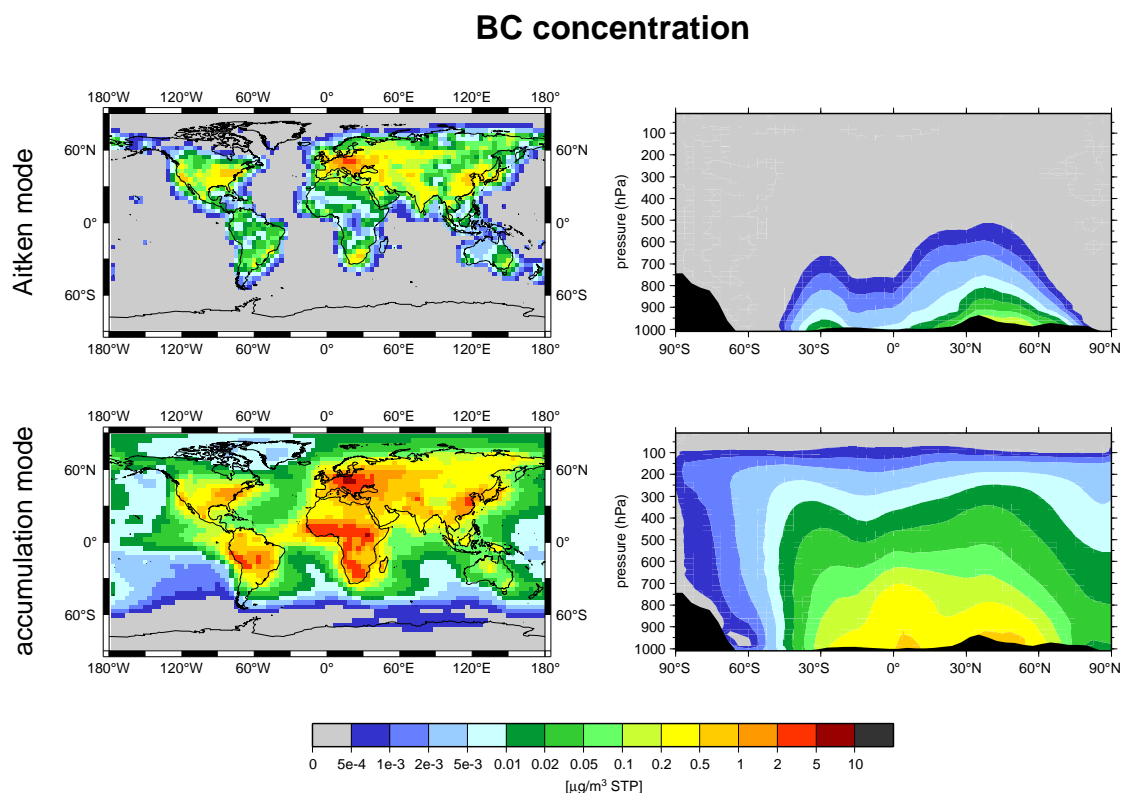 BC concentration
180°W 120°W 60°W 0° 60°E 120°E 180°
60°N
0°
60°S
180°W 120°W 60°W 0° 60°E 120°E 180°
Aitken mode
100
200
300
400
500
600
700
800
900
1000
pressure (hPa)
90°S 60°S 30°S 0° 30°N 60°N 90°N
180°W 120°W 60°W 0° 60°E 120°E 180°
60°N
0°
60°S
180°W 120°W 60°W 0° 60°E 120°E 180°
accumulation mode
100
200
300
400
500
600
700
800
900
1000
pressure (hPa)
90°S 60°S 30°S 0° 30°N 60°N 90°N
0 5e-4 1e-3 2e-3 5e-3 0.01 0.02 0.05 0.1 0.2 0.5 1 2 5 10
[µg/m³ STP]